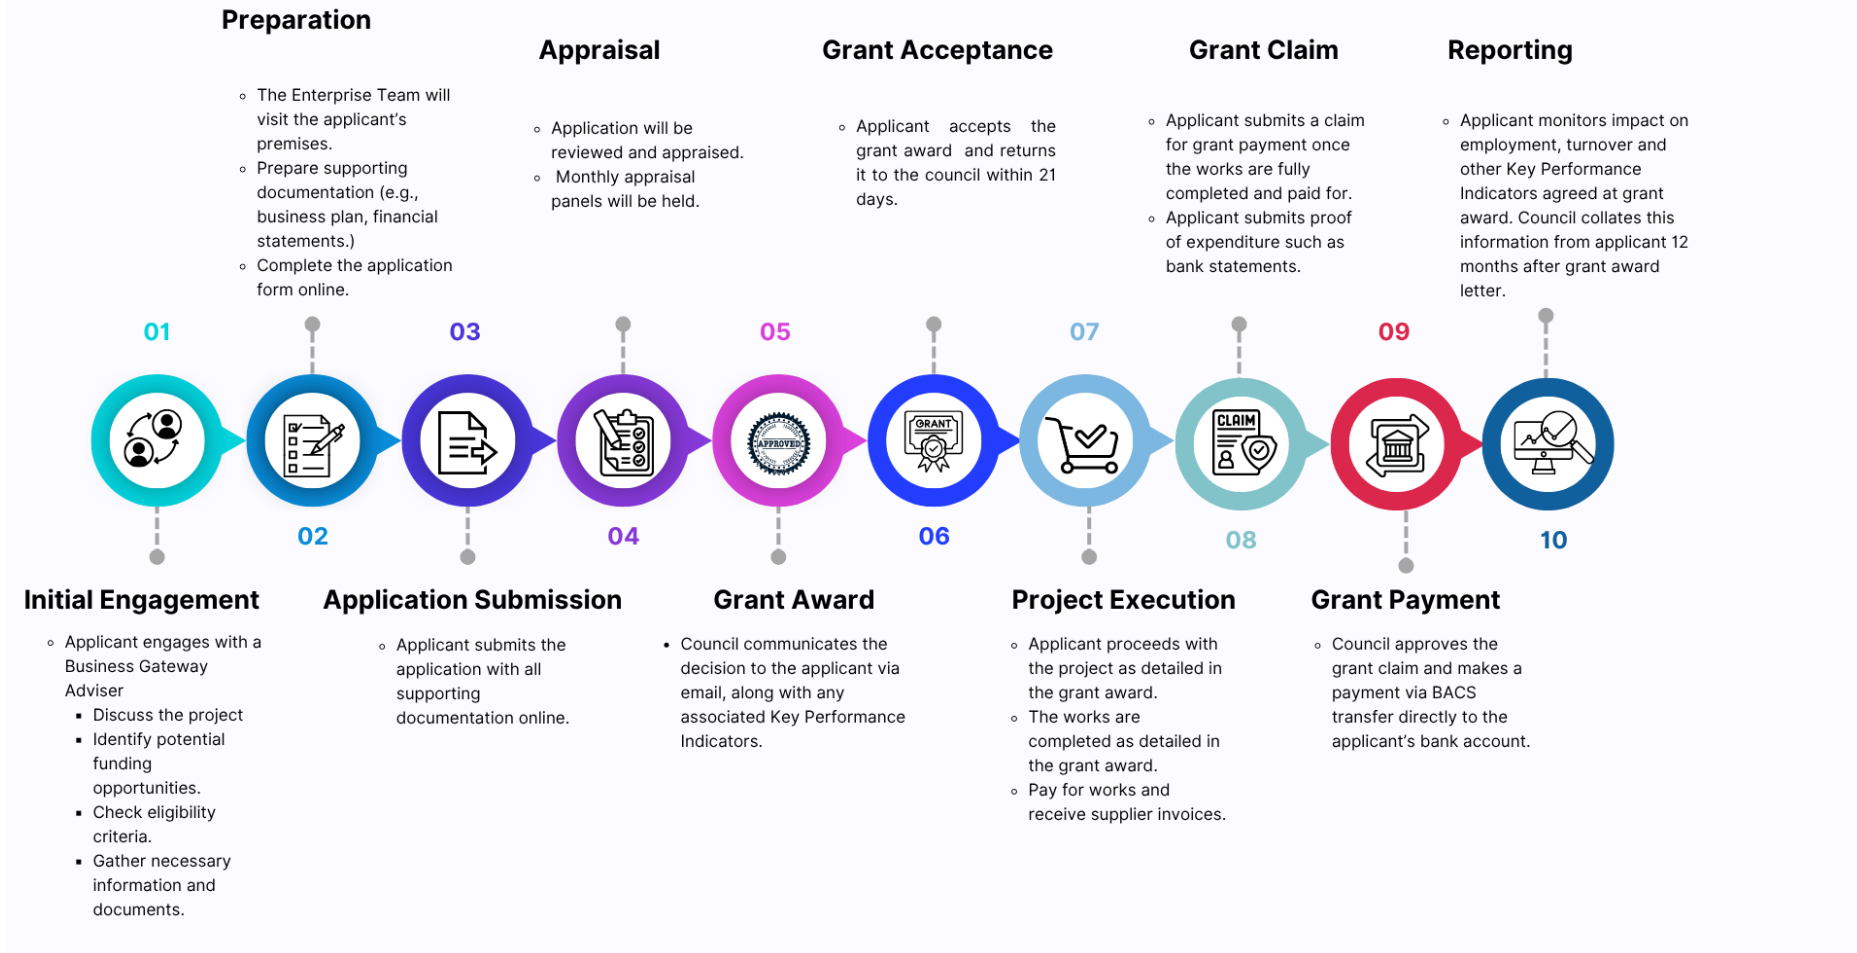 Preparation
The Enterprise Team will
visit the applicant's
premises.
Prepare supporting
documentation (e.g.,
business plan, financial
statements.)
Complete the application
form online.
Appraisal
Application will be
reviewed and appraised.
Monthly appraisal
panels will be held.
Grant Acceptance
Applicant accepts the
grant award and returns
it to the council within 21
days.
Grant Claim
Applicant submits a claim
for grant payment once
the works are fully
completed and paid for.
Applicant submits proof
of expenditure such as
bank statements.
Reporting
Applicant monitors impact on
employment, turnover and
other Key Performance
Indicators agreed at grant
award. Council collates this
information from applicant 12
months after grant award
letter.
01
03
05
07
09
APPROVED
GRANT
CLAIM
02
04
06
08
10
Initial Engagement
Applicant engages with a
Business Gateway
Adviser
Discuss the project
Identify potential
funding
opportunities.
Check eligibility
criteria.
Gather necessary
information and
documents.
Application Submission
Applicant submits the
application with all
supporting
documentation online.
Grant Award
Council communicates the
decision to the applicant via
email, along with any
associated Key Performance
Indicators.
Project Execution
Applicant proceeds with
the project as detailed in
the grant award.
The works are
completed as detailed in
the grant award.
Pay for works and
receive supplier invoices.
Grant Payment
Council approves the
grant claim and makes a
payment via BACS
transfer directly to the
applicant's bank account.